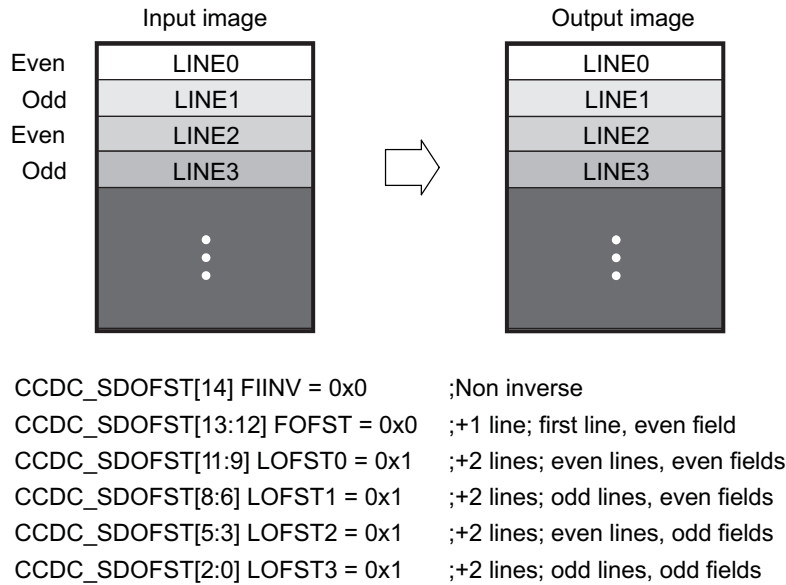 Input image Output image
Even LINE0 LINE0
Odd LINE1 LINE1
Even LINE2 LINE2
Odd LINE3 LINE3
CCDC_SDOFST[14] FIINV = 0x0 ;Non inverse
CCDC_SDOFST[13:12] FOFST = 0x0 ;+1 line; first line, even field
CCDC_SDOFST[11:9] LOFST0 = 0x1 ;+2 lines; even lines, even fields
CCDC_SDOFST[8:6] LOFST1 = 0x1 ;+2 lines; odd lines, even fields
CCDC_SDOFST[5:3] LOFST2 = 0x1 ;+2 lines; even lines, odd fields
CCDC_SDOFST[2:0] LOFST3 = 0x1 ;+2 lines; odd lines, odd fields